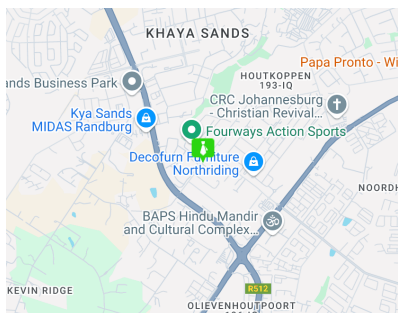 KHAYA SANDS
Papa Pronto - Wi
HOUTKOPPEN
193-IQ
ands Business Park
CRC Johannesburg
- Christian Revival...
Kya Sands
MIDAS Randburg
Fourways Action Sports
Decofurn Furniture
Northriding
NOORDH
BAPS Hindu Mandir
and Cultural Complex...
KEVIN RIDGE
R512
OLIEVENHOUTPOORT